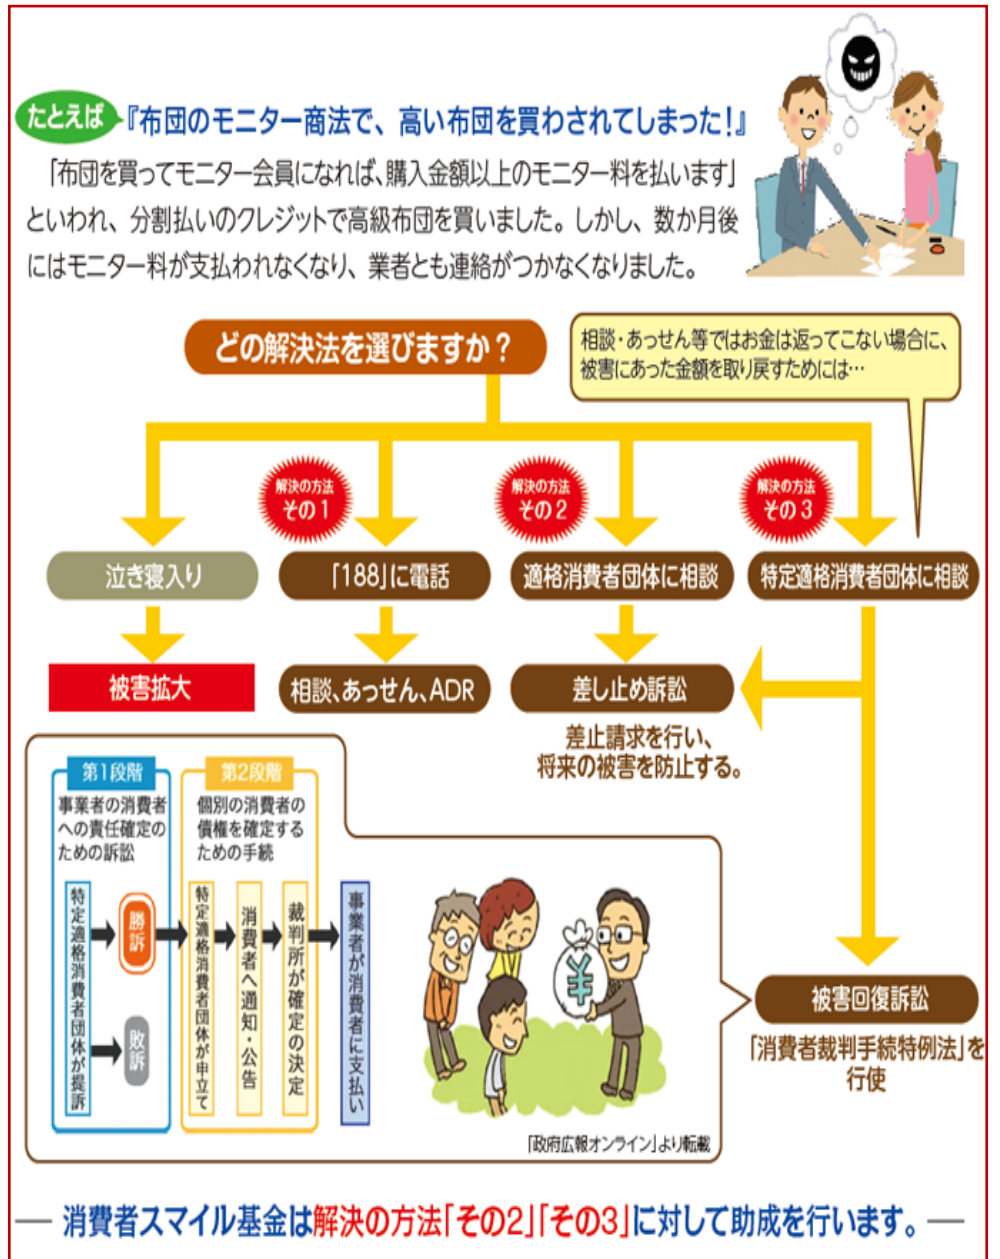 たとえば
『布団のモニター商法で、高い布団を買わされてしまった!』
「布団を買ってモニター会員になれば、購入金額以上のモニター料を払います」
といわれ、分割払いのクレジットで高級布団を買いました。しかし、数か月後
にはモニター料が支払われなくなり、業者とも連絡がつかなくなりました。
どの解決法を選びますか?
相談・あっせん等ではお金は返ってこない場合に、
被害にあった金額を取り戻すためには…
解決の方法
その1
解決の方法
その2
解決の方法
その3
泣き寝入り
「188」に電話
適格消費者団体に相談
特定適格消費者団体に相談
被害拡大
相談、あっせん、ADR
差し止め訴訟
差止請求を行い、
将来の被害を防止する。
第1段階
事業者の消費者
への責任確定の
ための訴訟
特定適格消費者団体が提訴
勝訴
敗訴
第2段階
個別の消費者の
債権を確定する
ための手続
特定適格消費者団体が申立て
消費者へ通知・公告
裁判所が確定の決定
事業者が消費者に支払い
¥
「政府広報オンライン」より転載
被害回復訴訟
「消費者裁判手続特例法」を
行使
消費者スマイル基金は解決の方法「その2」「その3」に対して助成を行います。